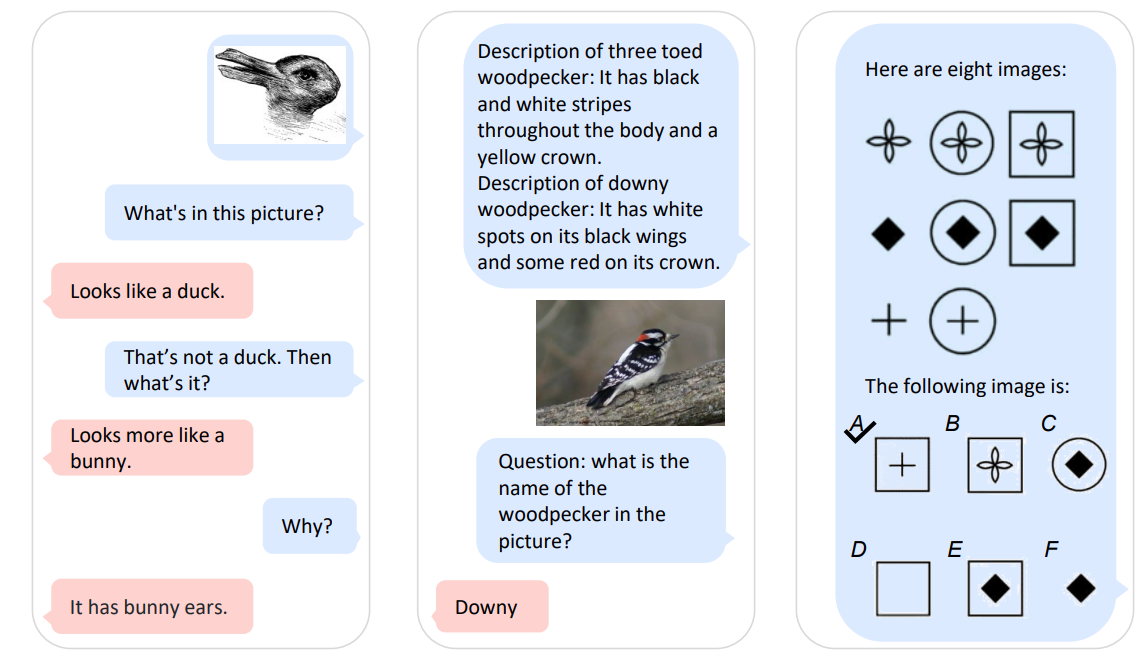 What's in this picture?
Looks like a duck.
That's not a duck. Then
what's it?
Looks more like a
bunny.
Why?
It has bunny ears.
Description of three toed
woodpecker: It has black
and white stripes
throughout the body and a
yellow crown.
Description of downy
woodpecker: It has white
spots on its black wings
and some red on its crown.
Question: what is the
name of the
woodpecker in the
picture?
Downy
Here are eight images:
The following image is:
A B C
D E F